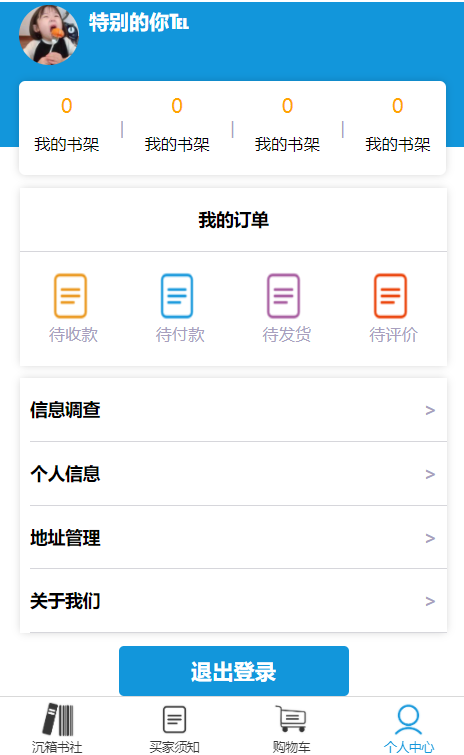 特别的你℡
0 0 0 0
我的书架 | 我的书架 | 我的书架 | 我的书架
我的订单
待收款 待付款 待发货 待评价
信息调查 >
个人信息 >
地址管理 >
关于我们 >
退出登录
沉箱书社 买家须知 购物车 个人中心